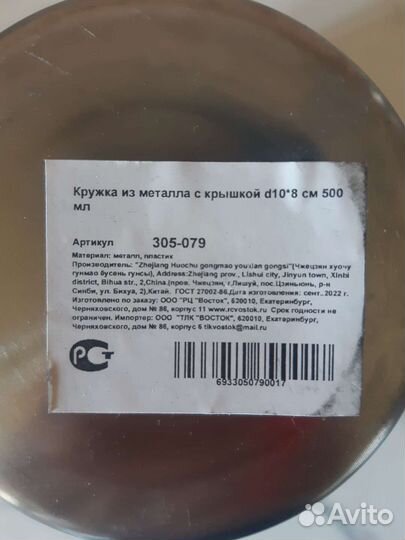 Кружка из металла с крышкой d10*8 см 500
мл
Артикул 305-079
Материал: металл, пластик
Производитель: "Zhejiang Huochu gongmao youxian gongsi"(Чжецзян хуочу
гунмао бусень гунсы), Address:Zhejiang prov., Lishui city, Jinyun town, Xinbi
district, Bihua str., 2,China.(пров. Чжецзян, г.Лишуй, пос.Цзиньюнь, р-н
Синби, ул. Бихуа, 2),Китай. ГОСТ 27002-86.Дата изготовления: сент..2022 г.
Изготовлено по заказу: ООО "РЦ "Восток", 620010, Екатеринбург,
Черняховского, дом № 86, корпус 11 www.rcvostok.ru Срок годности не
ограничен. Импортер: ООО "ТЛК "ВОСТОК", 620010, Екатеринбург,
Черняховского, дом № 86, корпус 6 tlkvostok@mail.ru
РСТ
6933050790017
Avito